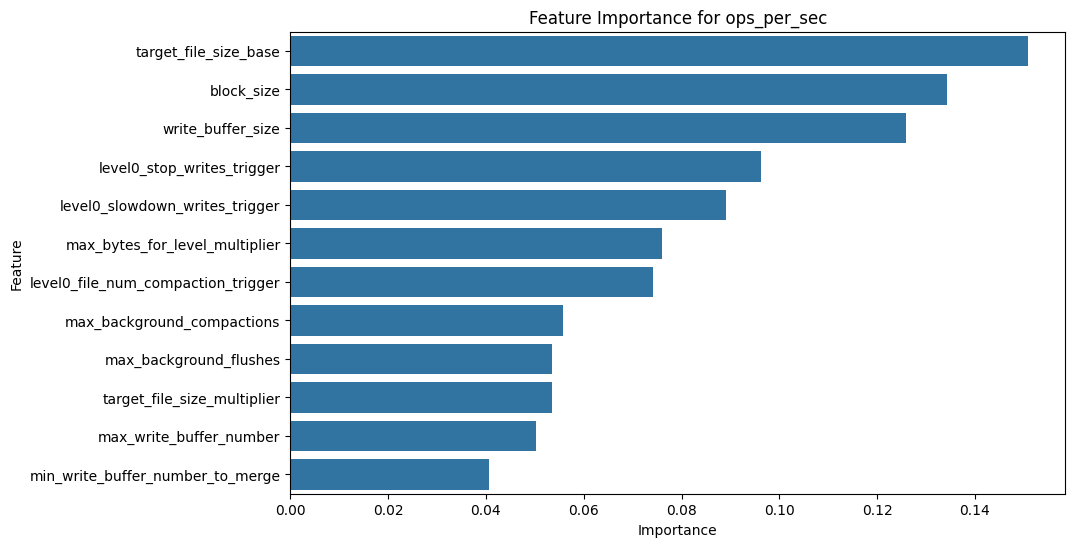 Feature Importance for ops_per_sec
Feature
target_file_size_base
block_size
write_buffer_size
level0_stop_writes_trigger
level0_slowdown_writes_trigger
max_bytes_for_level_multiplier
level0_file_num_compaction_trigger
max_background_compactions
max_background_flushes
target_file_size_multiplier
max_write_buffer_number
min_write_buffer_number_to_merge
0.00 0.02 0.04 0.06 0.08 0.10 0.12 0.14
Importance